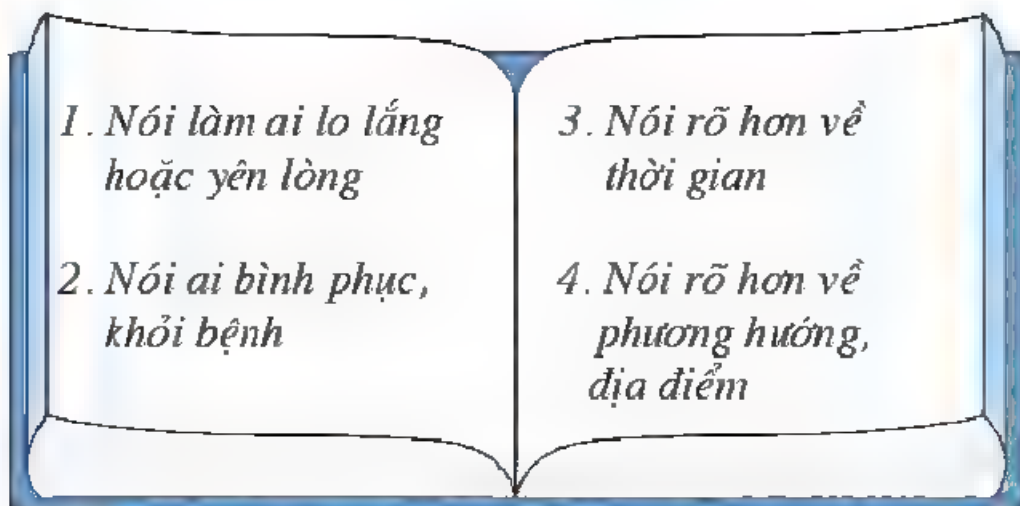 1. Nói làm ai lo lắng
hoặc yên lòng
2. Nói ai bình phục,
khỏi bệnh
3. Nói rõ hơn về
thời gian
4. Nói rõ hơn về
phương hướng,
địa điểm